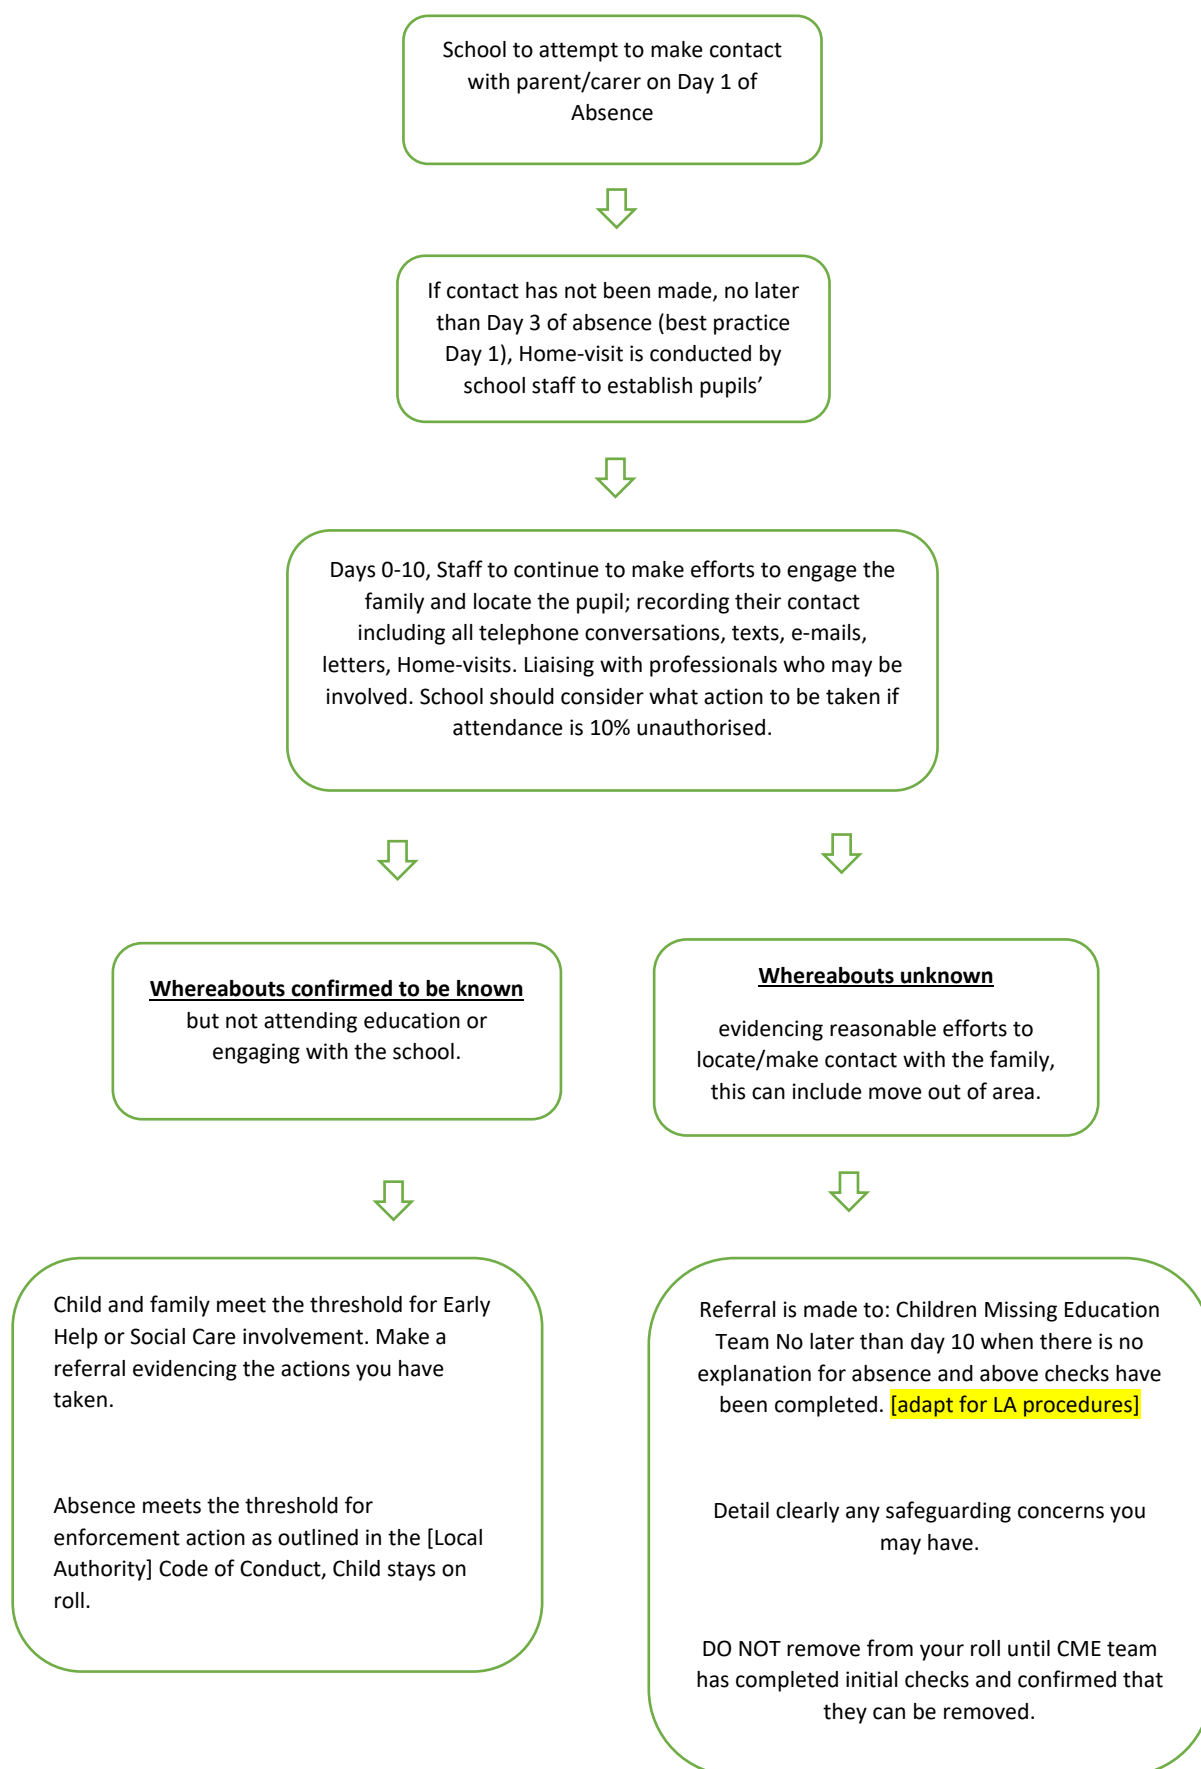 School to attempt to make contact
with parent/carer on Day 1 of
Absence
If contact has not been made, no later
than Day 3 of absence (best practice
Day 1), Home-visit is conducted by
school staff to establish pupils’
Days 0-10, Staff to continue to make efforts to engage the
family and locate the pupil; recording their contact
including all telephone conversations, texts, e-mails,
letters, Home-visits. Liaising with professionals who may be
involved. School should consider what action to be taken if
attendance is 10% unauthorised.
Whereabouts confirmed to be known
but not attending education or
engaging with the school.
Whereabouts unknown
evidencing reasonable efforts to
locate/make contact with the family,
this can include move out of area.
Child and family meet the threshold for Early
Help or Social Care involvement. Make a
referral evidencing the actions you have
taken.
Absence meets the threshold for
enforcement action as outlined in the [Local
Authority] Code of Conduct, Child stays on
roll.
Referral is made to: Children Missing Education
Team No later than day 10 when there is no
explanation for absence and above checks have
been completed. [adapt for LA procedures]
Detail clearly any safeguarding concerns you
may have.
DO NOT remove from your roll until CME team
has completed initial checks and confirmed that
they can be removed.